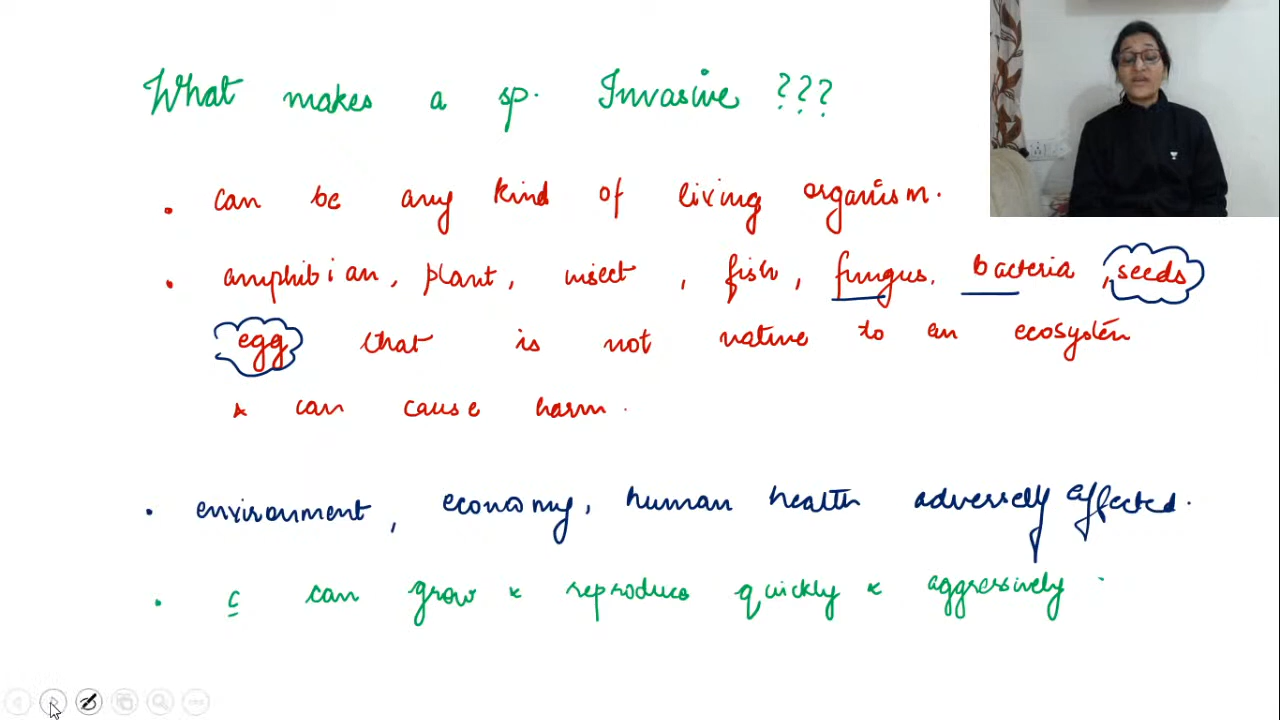 What makes a sp. Invasive ???
• can be any kind of living organism.
• amphibian, plant, insect, fish, fungus, bacteria, seeds
egg that is not native to an ecosystem
& can cause harm.
• environment, economy, human health adversely affected.
• c can grow & reproduce quickly & aggressively.